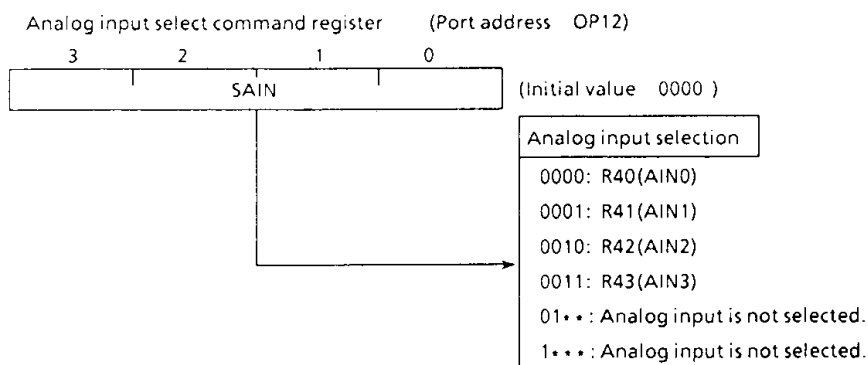 Analog input select command register (Port address OP12)
3 2 1 0
SAIN
(Initial value 0000 )
Analog input selection
0000: R40(AIN0)
0001: R41(AIN1)
0010: R42(AIN2)
0011: R43(AIN3)
01**: Analog input is not selected.
1***: Analog input is not selected.